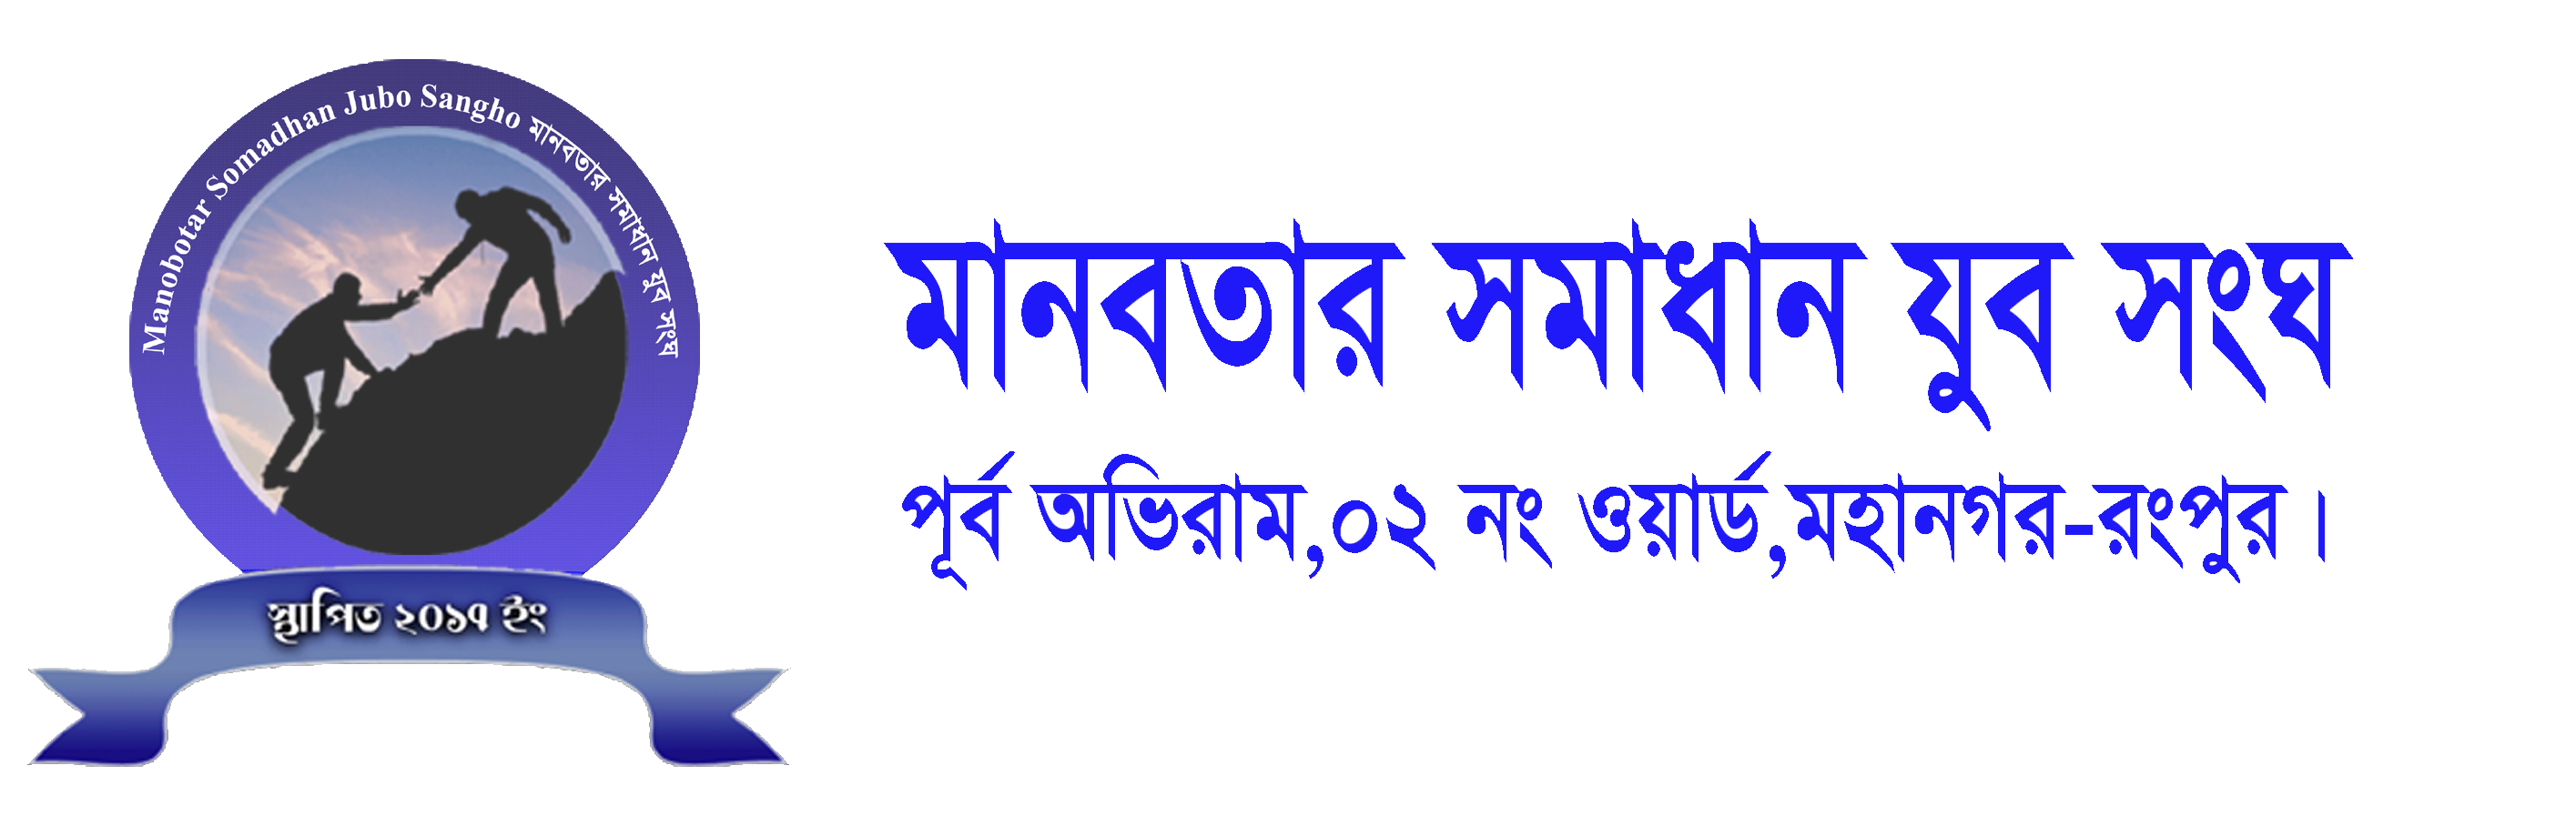 Manobotar Somadhan Jubo Sangho মানবতার সমাধান যুব সংঘ
স্থাপিত ২০১৭ ইং
মানবতার সমাধান যুব সংঘ
পূর্ব অভিরাম,০২ নং ওয়ার্ড,মহানগর-রংপুর।